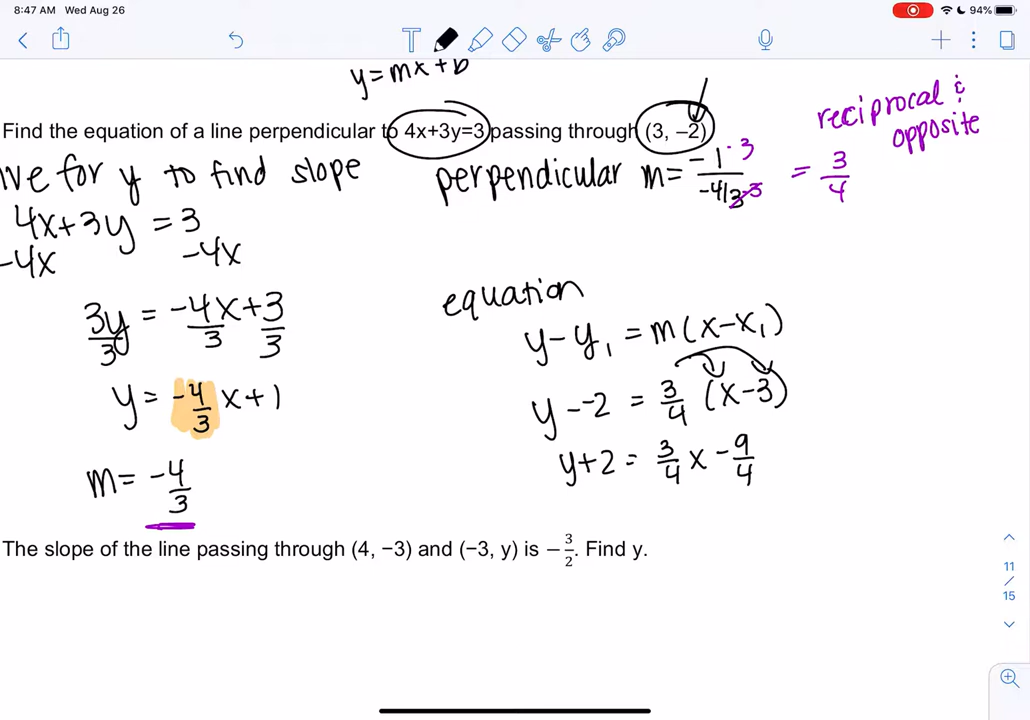 8:47 AM Wed Aug 26
94%
T
y=mx+b
Find the equation of a line perpendicular to 4x+3y=3 passing through (3, −2)
reciprocal &
opposite
ve for y to find slope
perpendicular m= -1·3 / -4/3·3 = 3/4
4x+3y =3
-4x -4x
equation
3y/3 = -4x/3 + 3/3
y-y₁ = m(x-x₁)
y = -4/3 x+1
y--2 = 3/4 (x-3)
y+2 = 3/4 x - 9/4
m= -4/3
The slope of the line passing through (4, −3) and (−3, y) is −3/2. Find y.
11
/
15